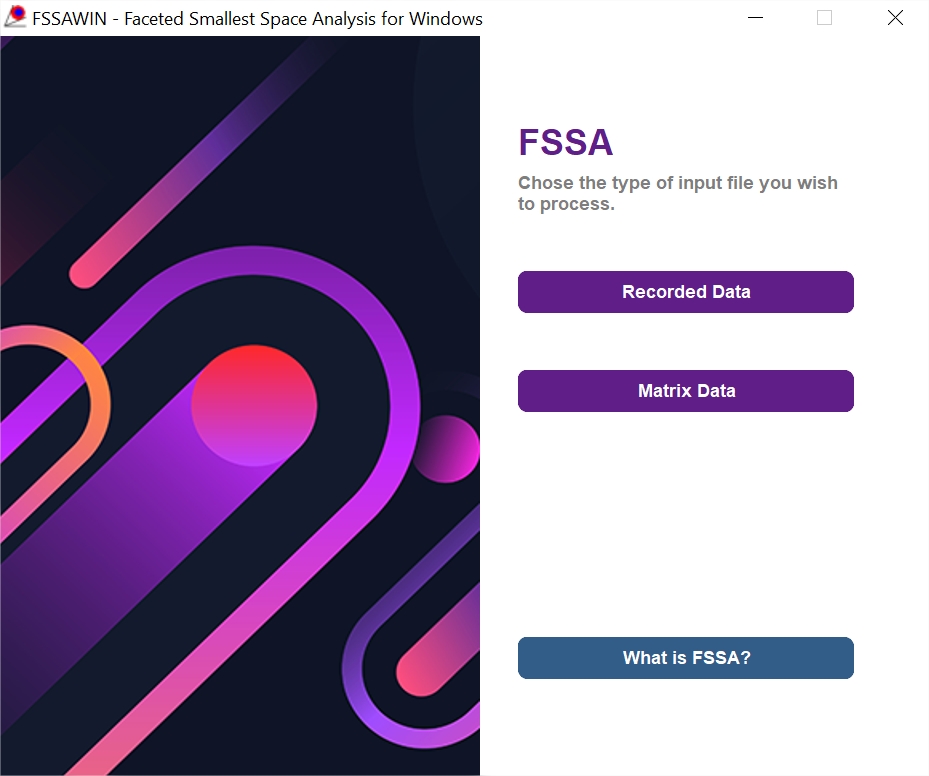 FSSAWIN - Faceted Smallest Space Analysis for Windows
FSSA
Chose the type of input file you wish
to process.
Recorded Data
Matrix Data
What is FSSA?